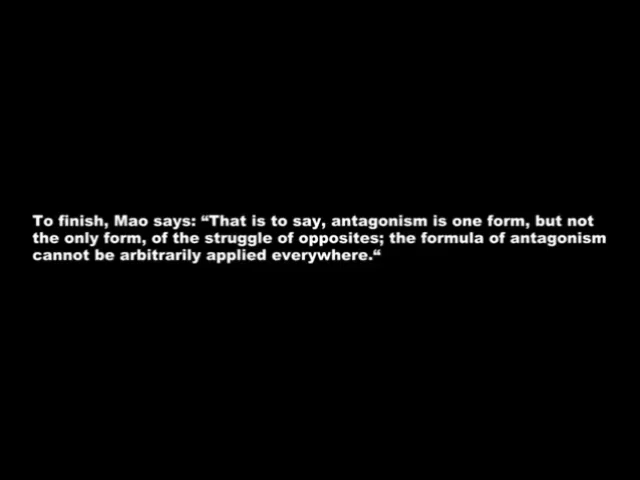 To finish, Mao says: “That is to say, antagonism is one form, but not
the only form, of the struggle of opposites; the formula of antagonism
cannot be arbitrarily applied everywhere.“